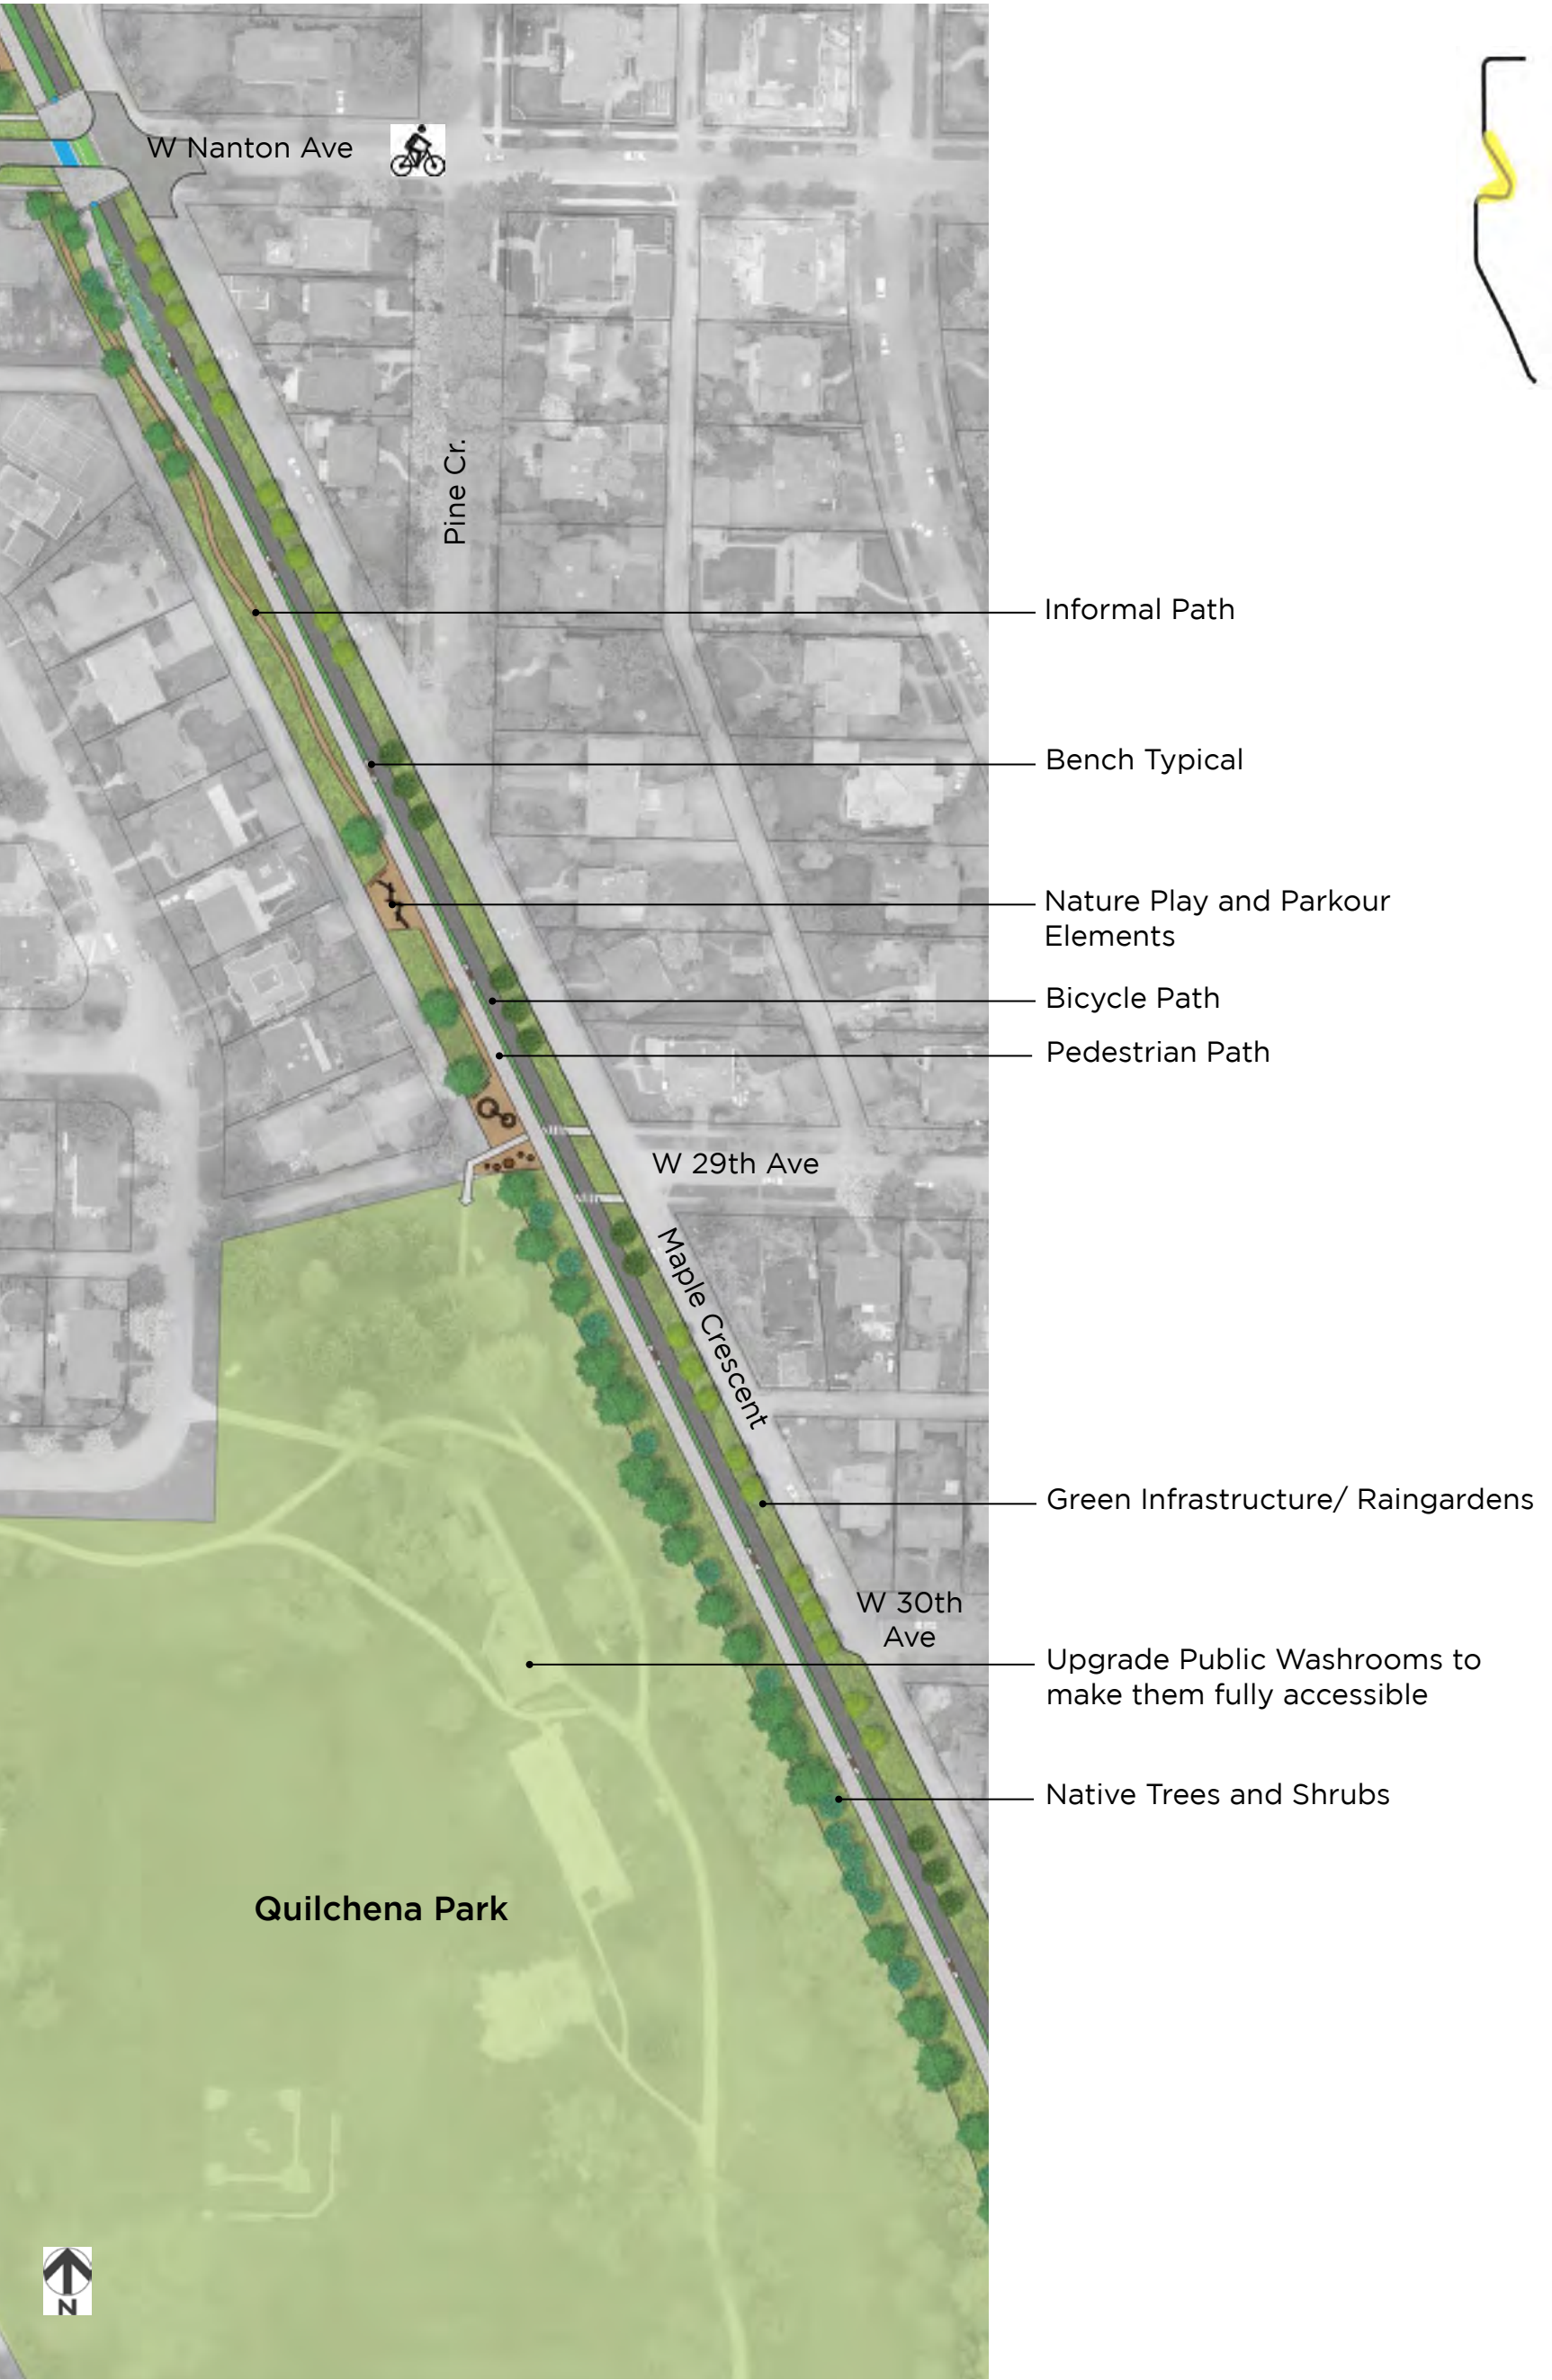 W Nanton Ave
Pine Cr.
Informal Path
Bench Typical
Nature Play and Parkour
Elements
Bicycle Path
Pedestrian Path
W 29th Ave
Maple Crescent
Green Infrastructure/ Raingardens
W 30th
Ave
Upgrade Public Washrooms to
make them fully accessible
Native Trees and Shrubs
Quilchena Park
N